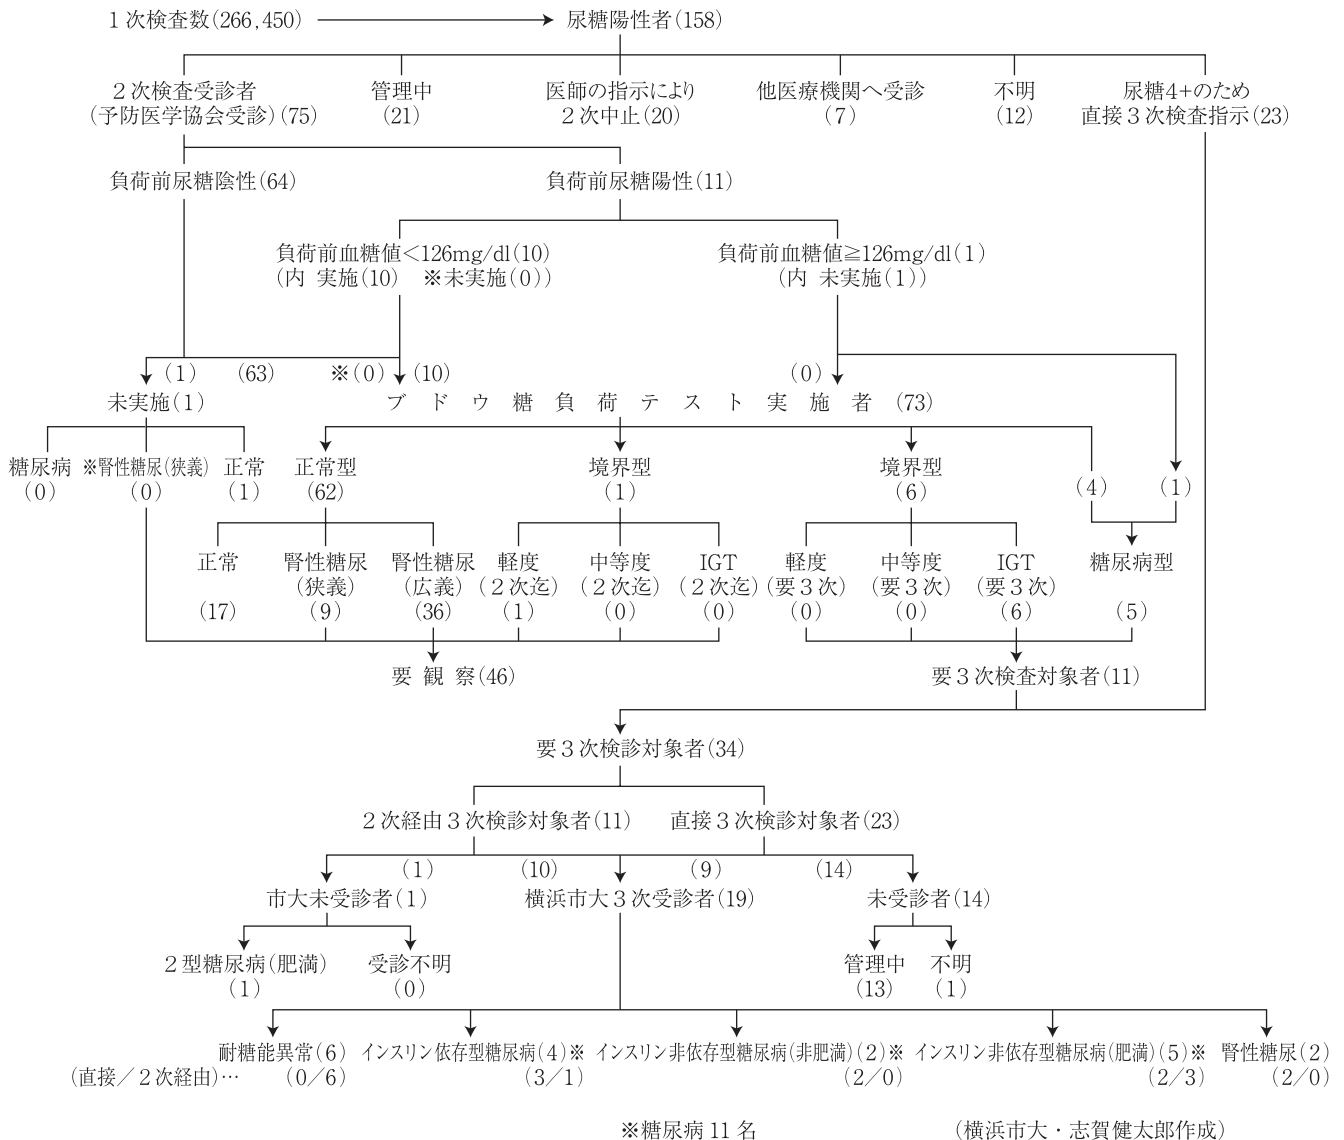 1次検査数(266,450) 尿糖陽性者(158)
2次検査受診者 管理中 医師の指示により 他医療機関へ受診 不明 尿糖4+のため
(予防医学協会受診)(75) (21) 2次中止(20) (7) (12) 直接3次検査指示(23)
負荷前尿糖陰性(64) 負荷前尿糖陽性(11)
負荷前血糖値<126mg/dl(10) 負荷前血糖値≧126mg/dl(1)
(内 実施(10) ※未実施(0)) (内 未実施(1))
(1) (63) ※(0) (10) (0)
未実施(1) ブドウ糖負荷テスト実施者 (73)
糖尿病 ※腎性糖尿(狭義) 正常 正常型 境界型 境界型
(0) (0) (1) (62) (1) (6) (4) (1)
正常 腎性糖尿 腎性糖尿 軽度 中等度 IGT 軽度 中等度 IGT 糖尿病型
(狭義) (広義) (2次迄) (2次迄) (2次迄) (要3次) (要3次) (要3次)
(17) (9) (36) (1) (0) (0) (0) (0) (6) (5)
要観察(46) 要3次検査対象者(11)
要3次検診対象者(34)
2次経由3次検診対象者(11) 直接3次検診対象者(23)
(1) (10) (9) (14)
市大未受診者(1) 横浜市大3次受診者(19) 未受診者(14)
2型糖尿病(肥満) 受診不明 管理中 不明
(1) (0) (13) (1)
耐糖能異常(6) インスリン依存型糖尿病(4)※ インスリン非依存型糖尿病(非肥満)(2)※ インスリン非依存型糖尿病(肥満)(5)※ 腎性糖尿(2)
(直接/2次経由)… (0/6) (3/1) (2/0) (2/3) (2/0)
※糖尿病11名 (横浜市大・志賀健太郎作成)